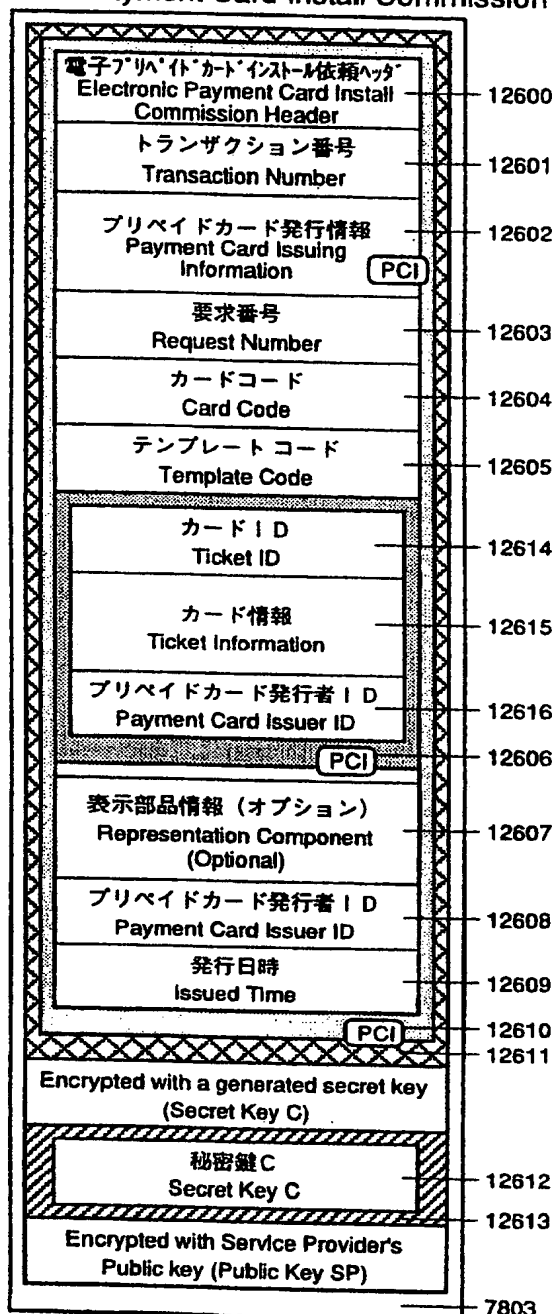 Payment Card Install Commission
電子プリペイドカードインストール依頼ヘッダ
Electronic Payment Card Install
Commission Header
12600
トランザクション番号
Transaction Number
12601
プリペイドカード発行情報
Payment Card Issuing
Information
PCI
12602
要求番号
Request Number
12603
カードコード
Card Code
12604
テンプレート コード
Template Code
12605
カードID
Ticket ID
12614
カード情報
Ticket Information
12615
プリペイドカード発行者ID
Payment Card Issuer ID
12616
PCI
12606
表示部品情報（オプション）
Representation Component
(Optional)
12607
プリペイドカード発行者ID
Payment Card Issuer ID
12608
発行日時
Issued Time
12609
PCI
12610
12611
Encrypted with a generated secret key
(Secret Key C)
秘密鍵C
Secret Key C
12612
12613
Encrypted with Service Provider's
Public key (Public Key SP)
7803